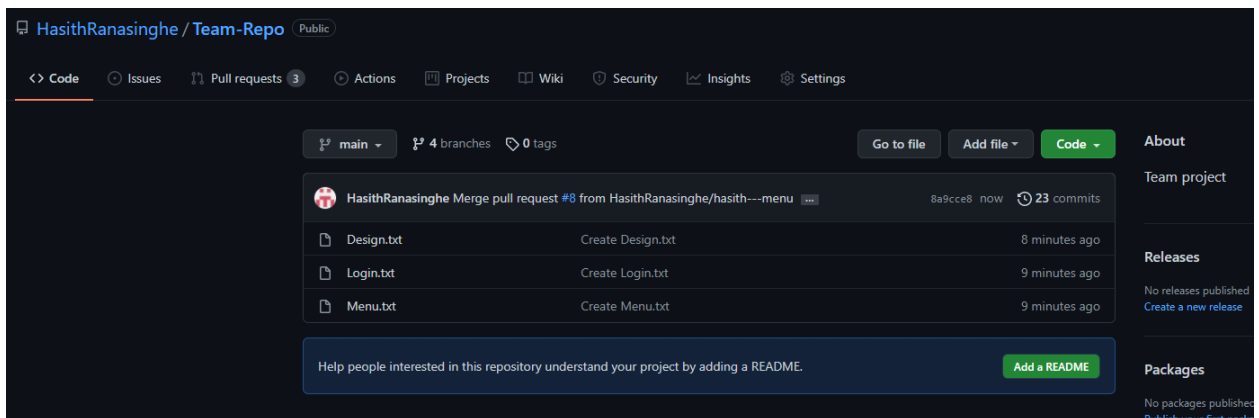 HasithRanasinghe / Team-Repo Public
Code Issues Pull requests 3 Actions Projects Wiki Security Insights Settings
main 4 branches 0 tags Go to file Add file Code
HasithRanasinghe Merge pull request #8 from HasithRanasinghe/hasith---menu ... 8a9cce8 now 23 commits
Design.txt Create Design.txt 8 minutes ago
Login.txt Create Login.txt 9 minutes ago
Menu.txt Create Menu.txt 9 minutes ago
Help people interested in this repository understand your project by adding a README. Add a README
About
Team project
Releases
No releases published
Create a new release
Packages
No packages published